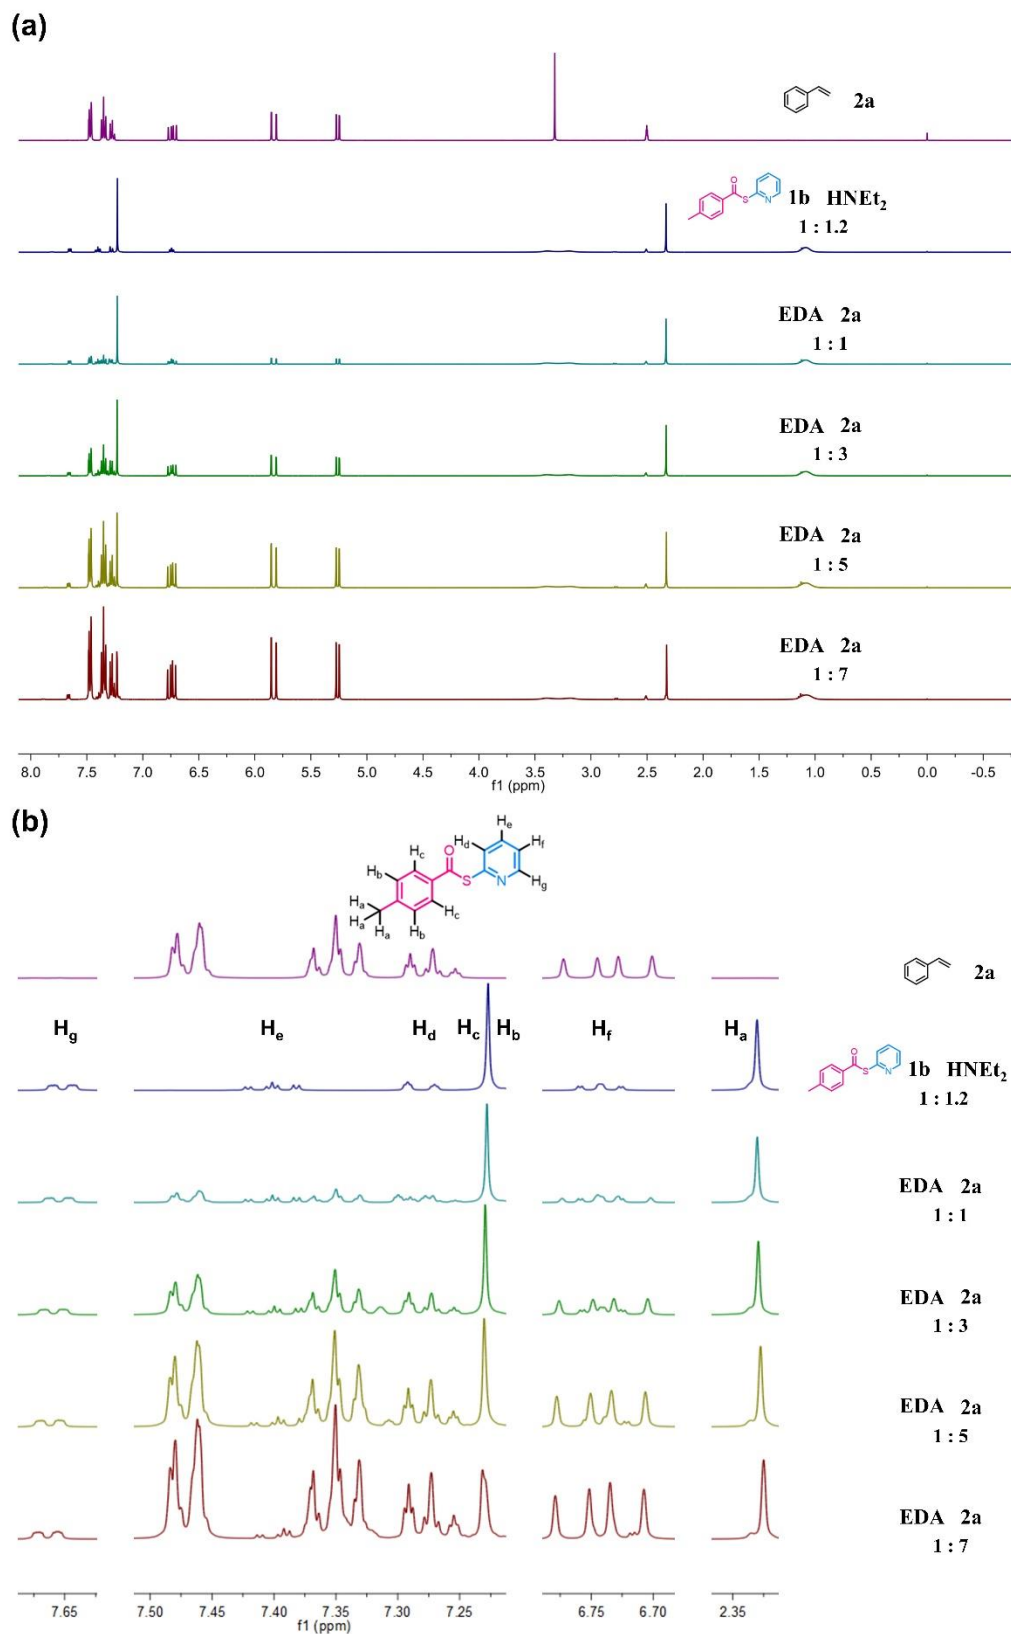 (a)
2a
O
S
N
1b HNEt2
1 : 1.2
EDA 2a
1 : 1
EDA 2a
1 : 3
EDA 2a
1 : 5
EDA 2a
1 : 7
8.0 7.5 7.0 6.5 6.0 5.5 5.0 4.5 4.0 3.5 3.0 2.5 2.0 1.5 1.0 0.5 0.0 -0.5
f1 (ppm)
(b)
He
Hd
Hf
O
Hc
Hb
S
N
Hg
Ha
Hc
Ha
Ha
Hb
2a
Hg He Hd Hc Hb Hf Ha
O
S
N
1b HNEt2
1 : 1.2
EDA 2a
1 : 1
EDA 2a
1 : 3
EDA 2a
1 : 5
EDA 2a
1 : 7
7.65 7.50 7.45 7.40 7.35 7.30 7.25 6.75 6.70 2.35
f1 (ppm)